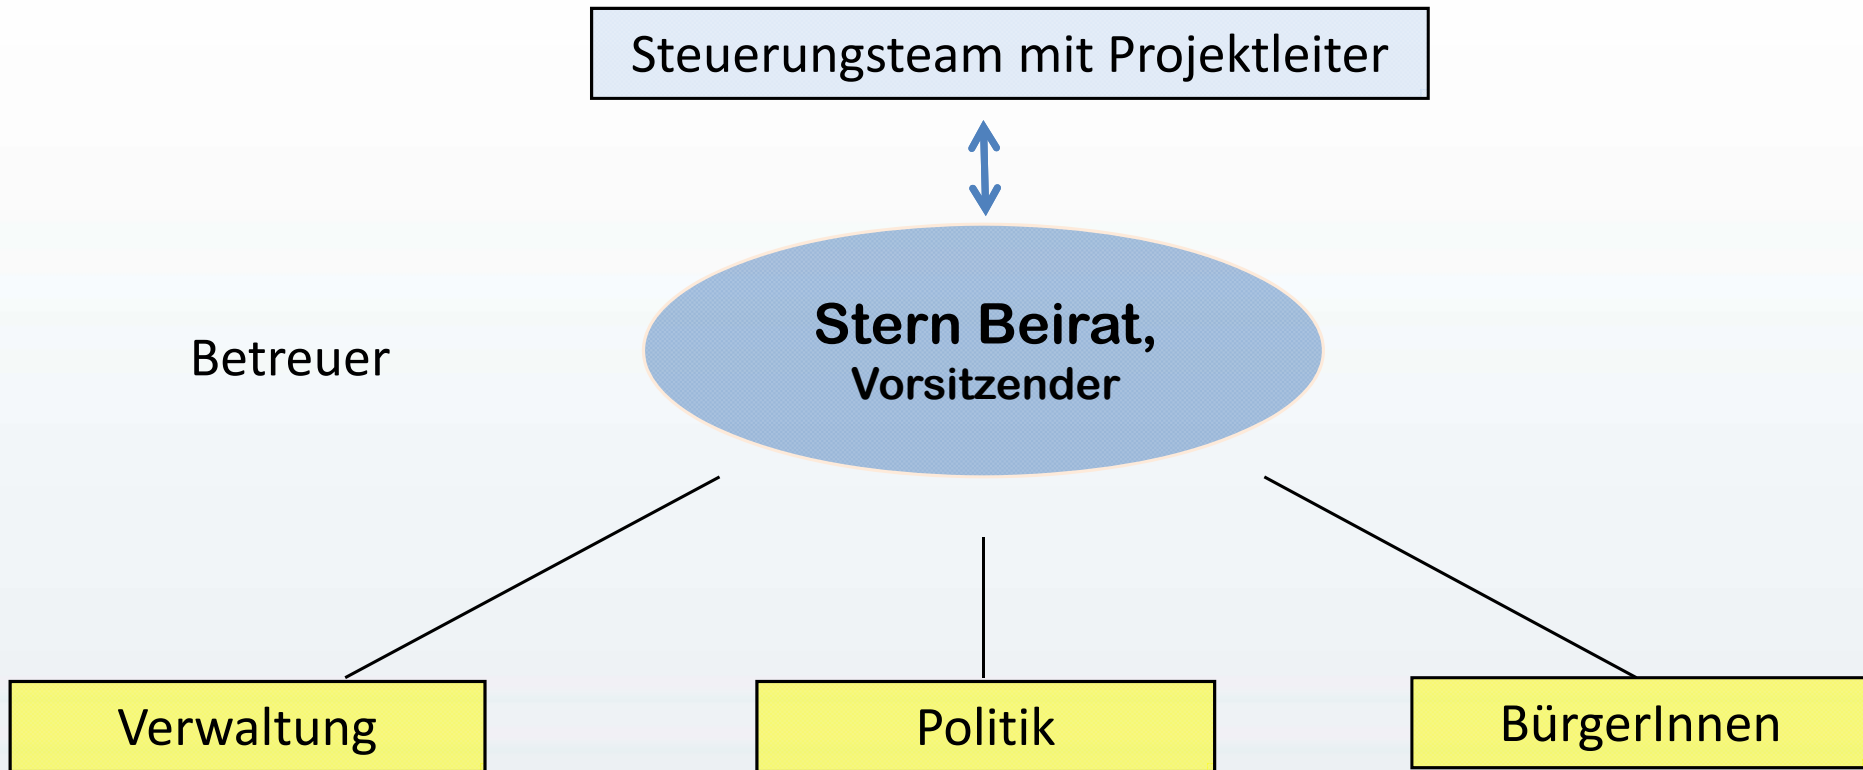 Steuerungsteam mit Projektleiter
Stern Beirat,
Vorsitzender
Betreuer
Verwaltung
Politik
BürgerInnen